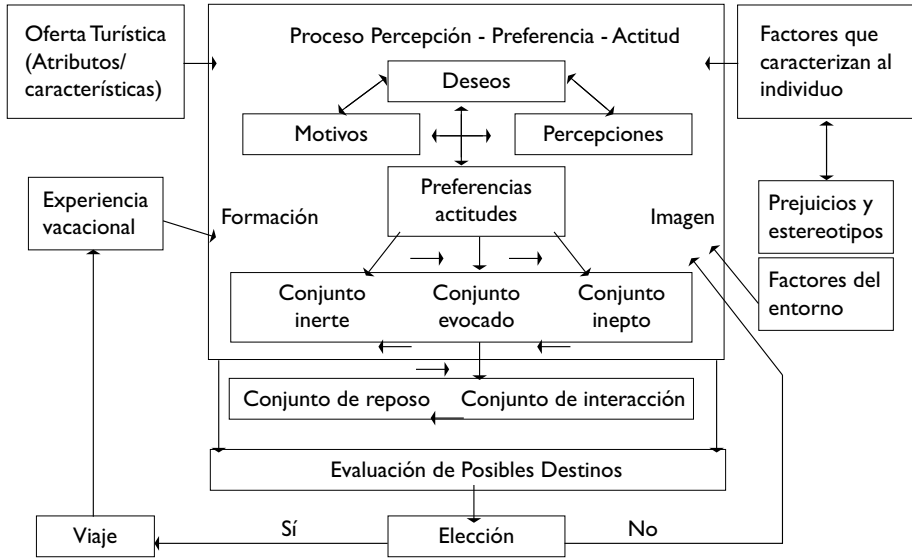 Oferta Turística
(Atributos/
características)
Proceso Percepción - Preferencia - Actitud
Factores que
caracterizan al
individuo
Deseos
Motivos
Percepciones
Preferencias
actitudes
Experiencia
vacacional
Formación
Imagen
Prejuicios y
estereotipos
Factores del
entorno
Conjunto
inerte
Conjunto
evocado
Conjunto
inepto
Conjunto de reposo
Conjunto de interacción
Evaluación de Posibles Destinos
Viaje
Sí
Elección
No